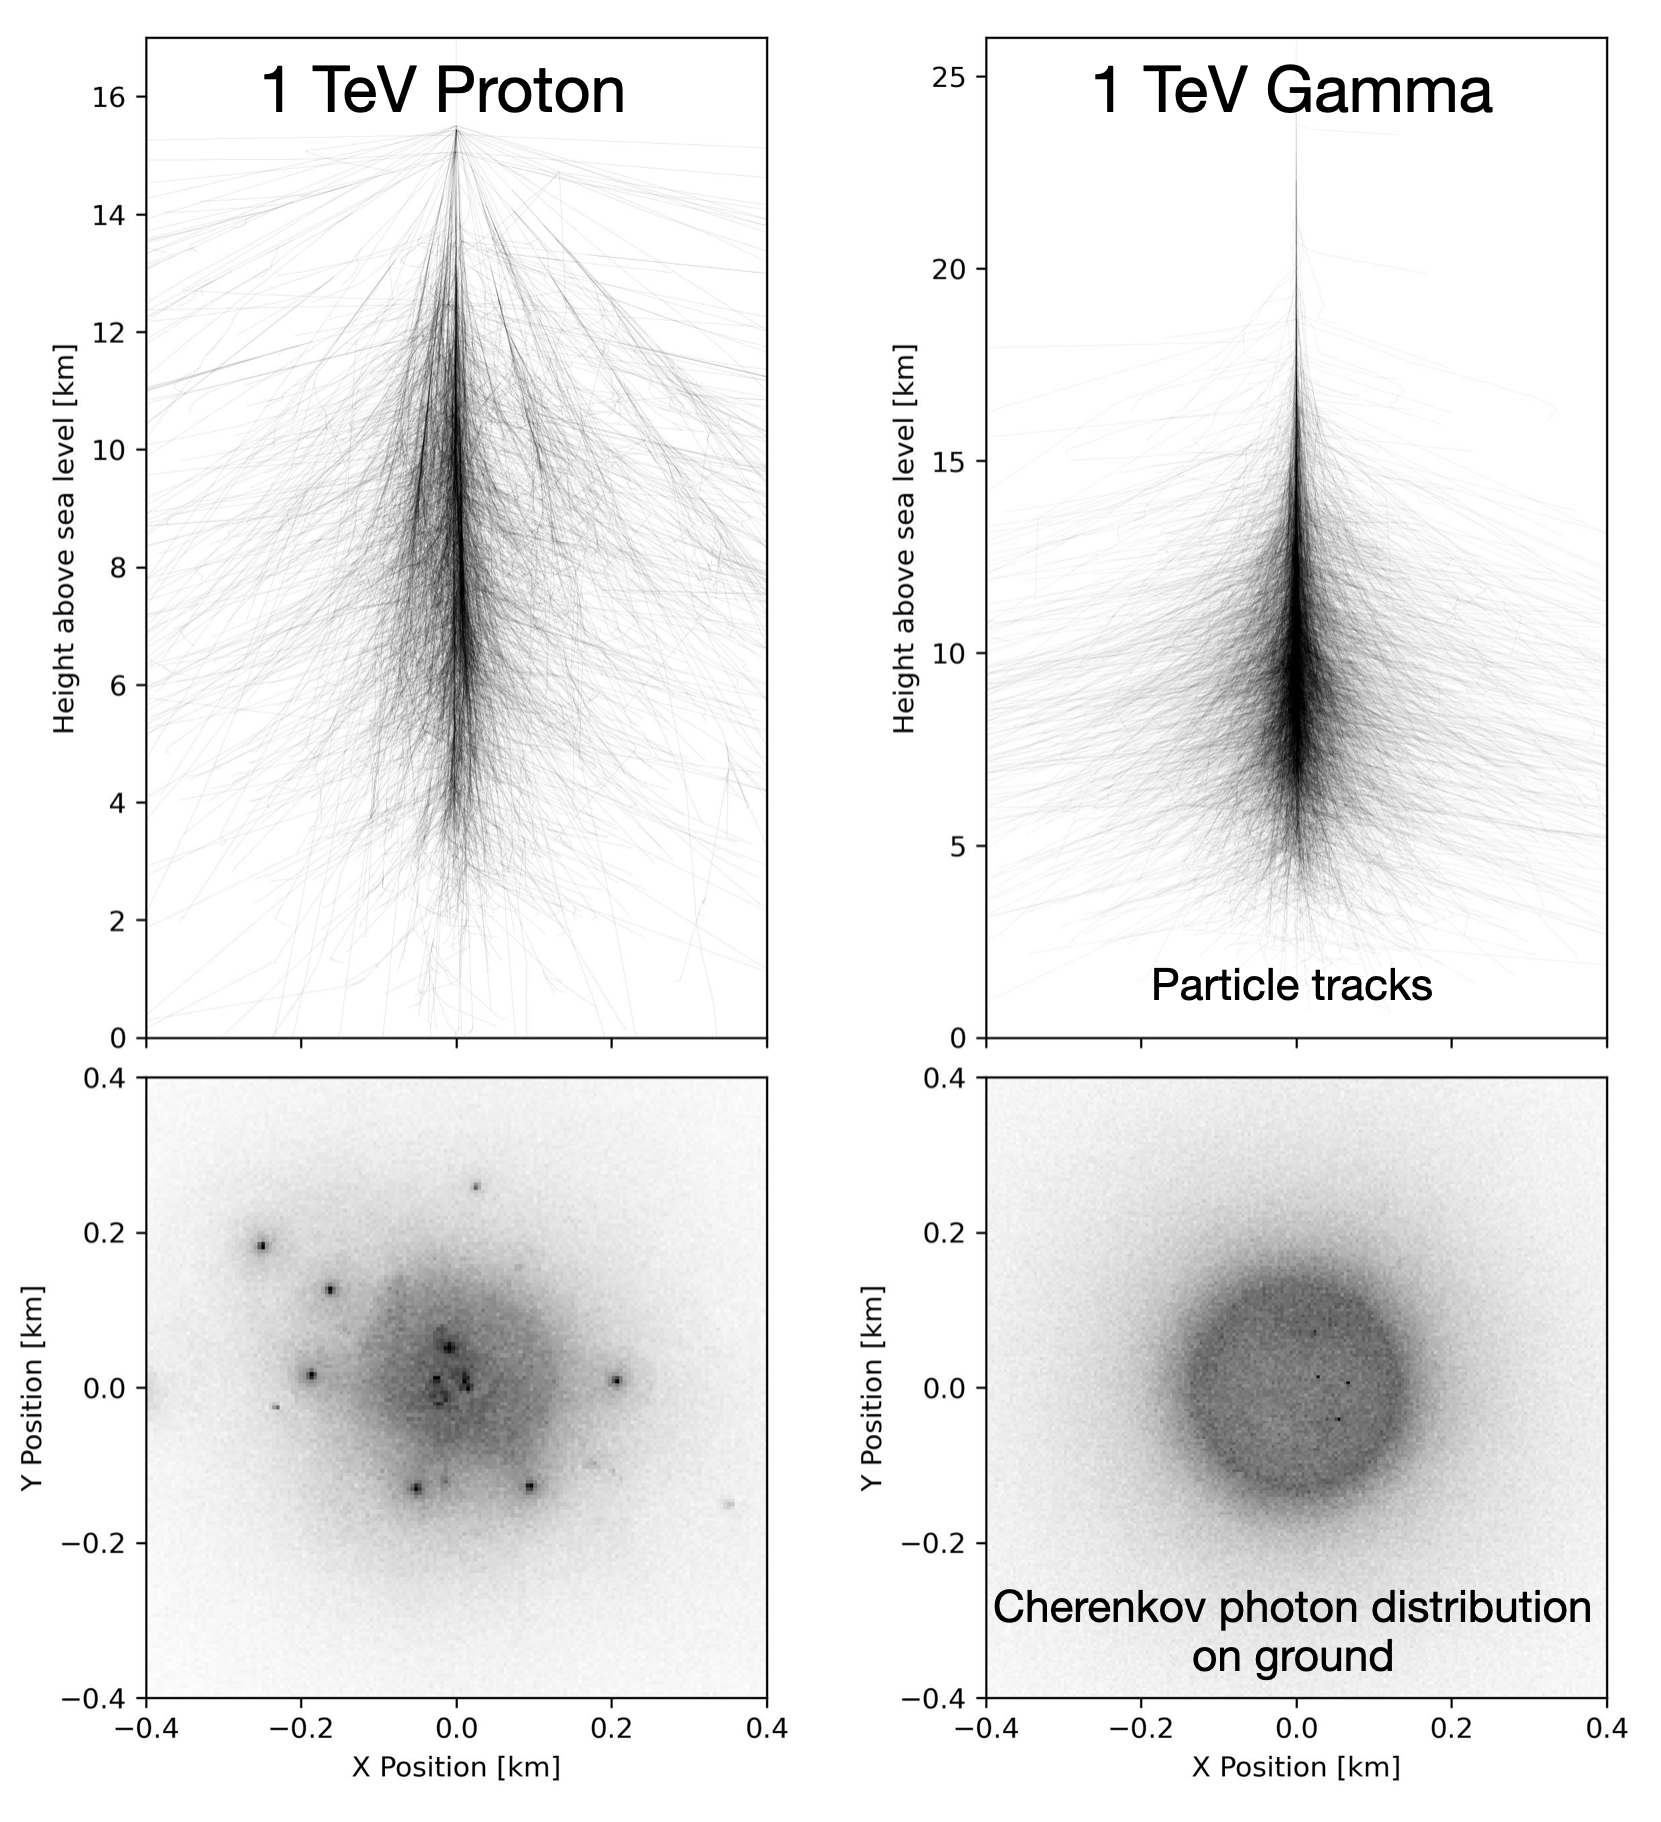 1 TeV Proton
16
14
12
10
8
6
4
2
0
Height above sea level [km]
1 TeV Gamma
25
20
15
10
5
0
Height above sea level [km]
Particle tracks
0.4
0.2
0.0
−0.2
−0.4
Y Position [km]
−0.4 −0.2 0.0 0.2 0.4
X Position [km]
0.4
0.2
0.0
−0.2
−0.4
Y Position [km]
Cherenkov photon distribution
on ground
−0.4 −0.2 0.0 0.2 0.4
X Position [km]